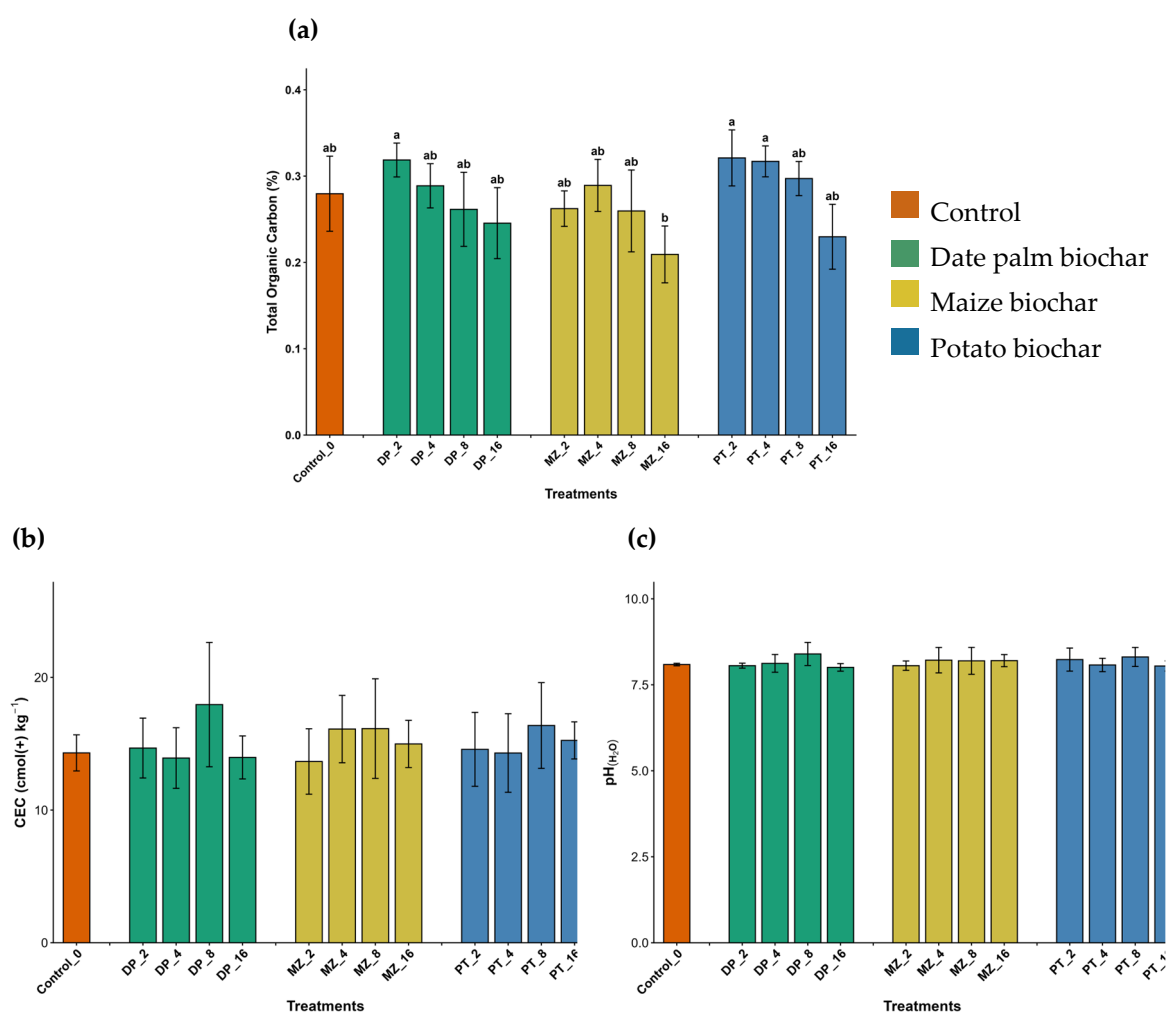 (a)
Total Organic Carbon (%)
0.4
0.3
0.2
0.1
0.0
ab
a
ab
ab
ab
ab
ab
ab
b
a
a
ab
ab
Control_0
DP_2
DP_4
DP_8
DP_16
MZ_2
MZ_4
MZ_8
MZ_16
PT_2
PT_4
PT_8
PT_16
Treatments
Control
Date palm biochar
Maize biochar
Potato biochar
(b)
CEC (cmol(+) kg⁻¹)
20
10
0
Control_0
DP_2
DP_4
DP_8
DP_16
MZ_2
MZ_4
MZ_8
MZ_16
PT_2
PT_4
PT_8
PT_16
Treatments
(c)
pH(H₂O)
10.0
7.5
5.0
2.5
0.0
Control_0
DP_2
DP_4
DP_8
DP_16
MZ_2
MZ_4
MZ_8
MZ_16
PT_2
PT_4
PT_8
Treatments